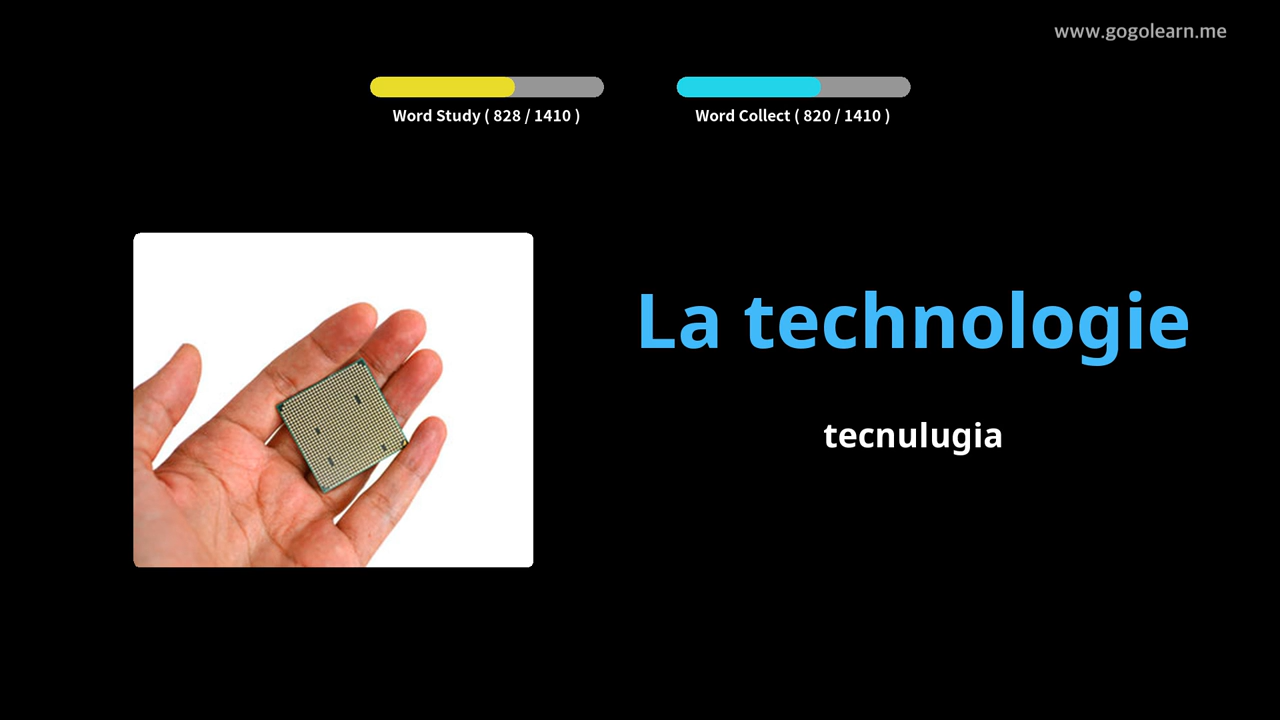 www.gogolearn.me
Word Study ( 828 / 1410 )
Word Collect ( 820 / 1410 )
La technologie
tecnulugia